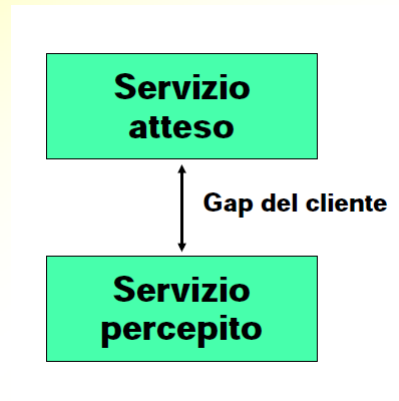 Servizio
atteso
Gap del cliente
Servizio
percepito